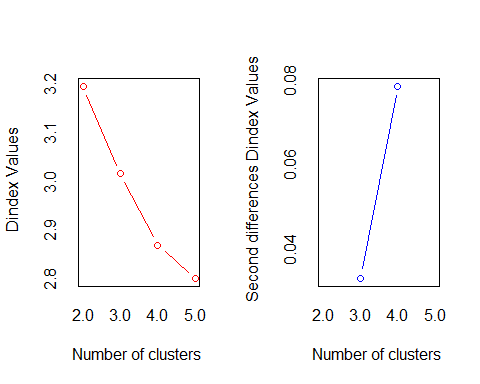 Dindex Values
3.2
3.1
3.0
2.9
2.8
2.0 3.0 4.0 5.0
Number of clusters
Second differences Dindex Values
0.08
0.06
0.04
2.0 3.0 4.0 5.0
Number of clusters